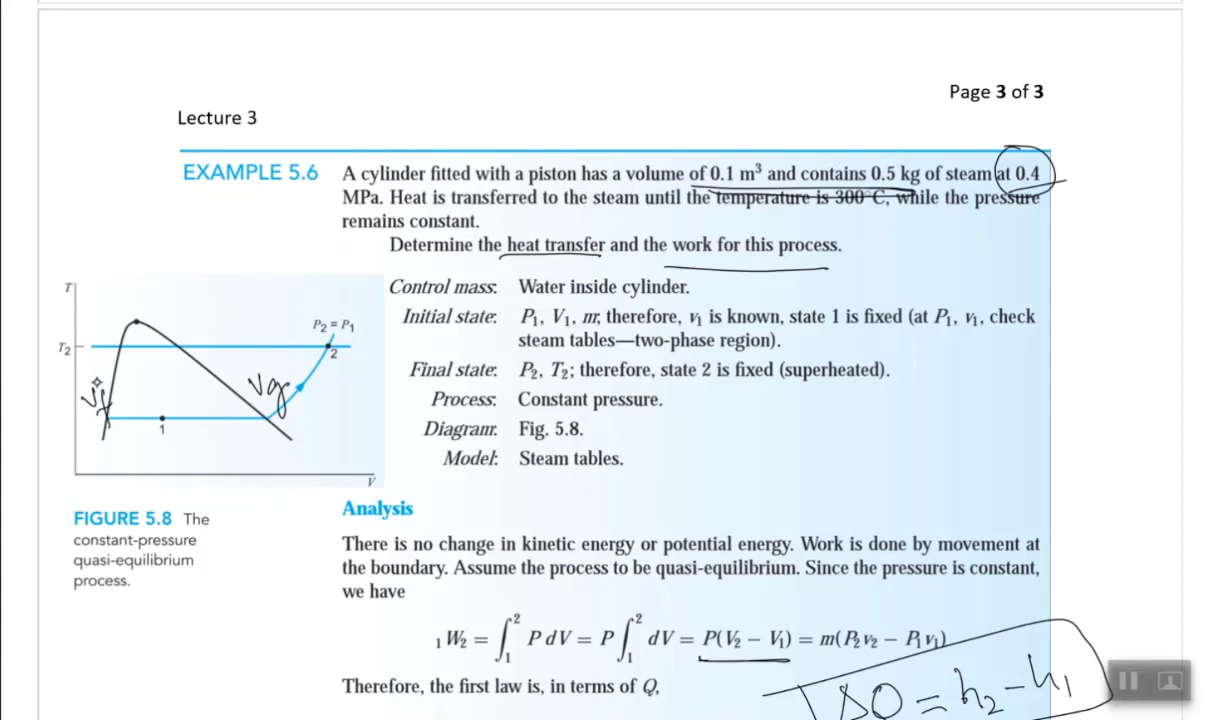 Page 3 of 3
Lecture 3
EXAMPLE 5.6 A cylinder fitted with a piston has a volume of 0.1 m³ and contains 0.5 kg of steam at 0.4
MPa. Heat is transferred to the steam until the temperature is 300°C, while the pressure
remains constant.
Determine the heat transfer and the work for this process.
Control mass: Water inside cylinder.
Initial state: P₁, V₁, m; therefore, v₁ is known, state 1 is fixed (at P₁, v₁, check
steam tables—two-phase region).
Final state: P₂, T₂; therefore, state 2 is fixed (superheated).
Process: Constant pressure.
Diagram: Fig. 5.8.
Model: Steam tables.
T
P₂ = P₁
T₂
2
vf
vg
1
V
FIGURE 5.8 The
constant-pressure
quasi-equilibrium
process.
Analysis
There is no change in kinetic energy or potential energy. Work is done by movement at
the boundary. Assume the process to be quasi-equilibrium. Since the pressure is constant,
we have
₁W₂ = ∫₁² P dV = P ∫₁² dV = P(V₂ − V₁) = m(P₂v₂ − P₁v₁)
Therefore, the first law is, in terms of Q,
= h₂ − h₁